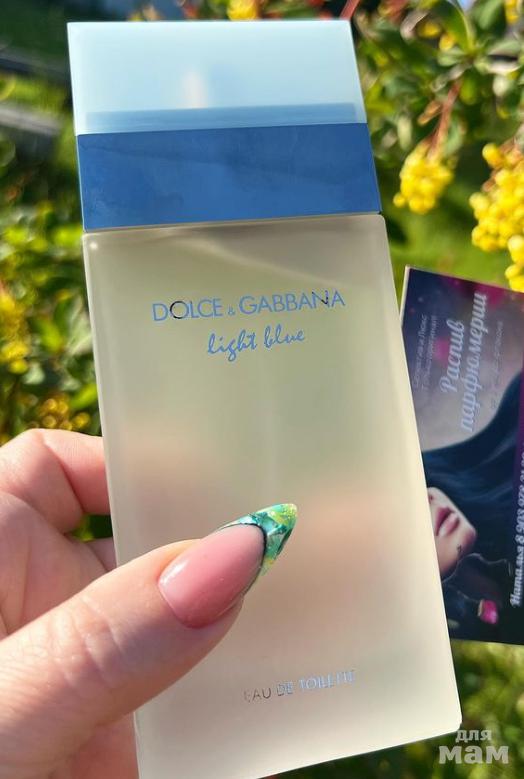 DOLCE & GABBANA
light blue
EAU DE TOILETTE
Распив
парфюмерии
для
мам